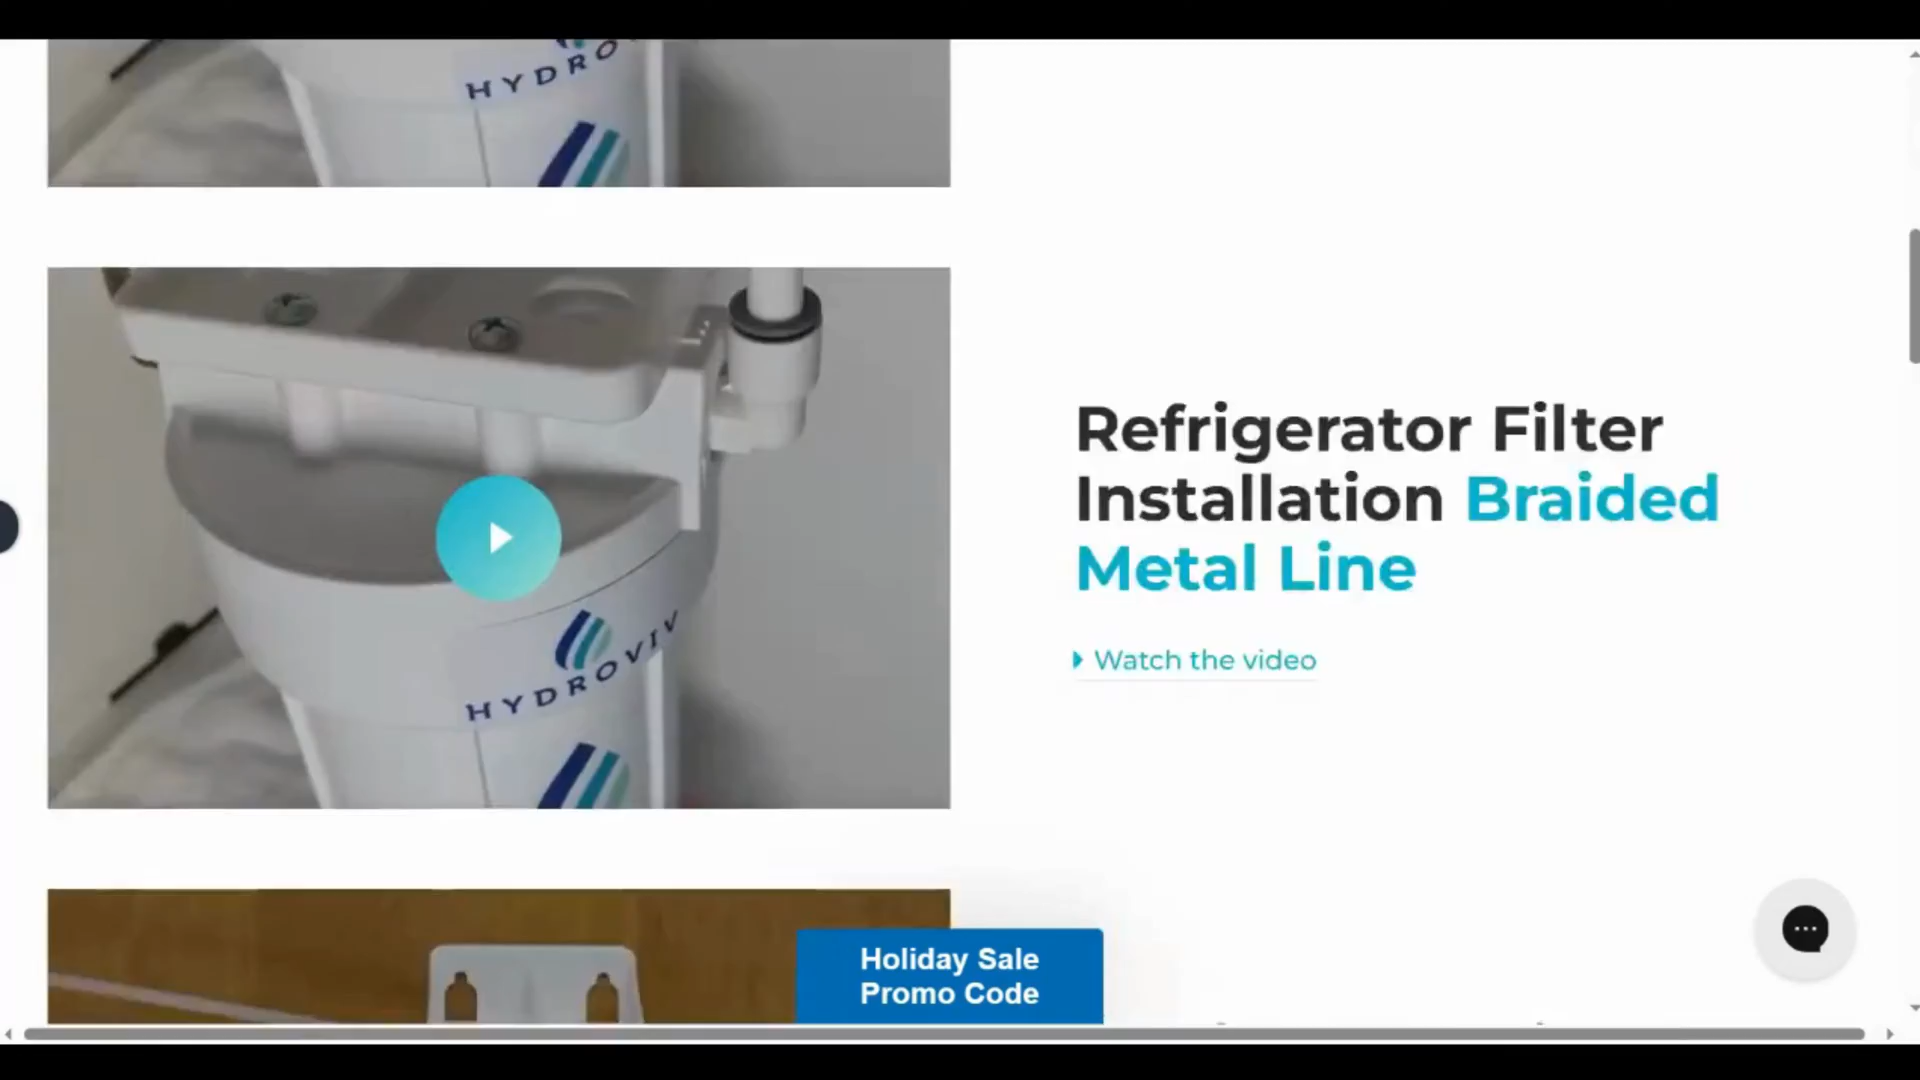 HYDRO
Refrigerator Filter
Installation Braided
Metal Line
Watch the video
HYDROVIV
Holiday Sale
Promo Code